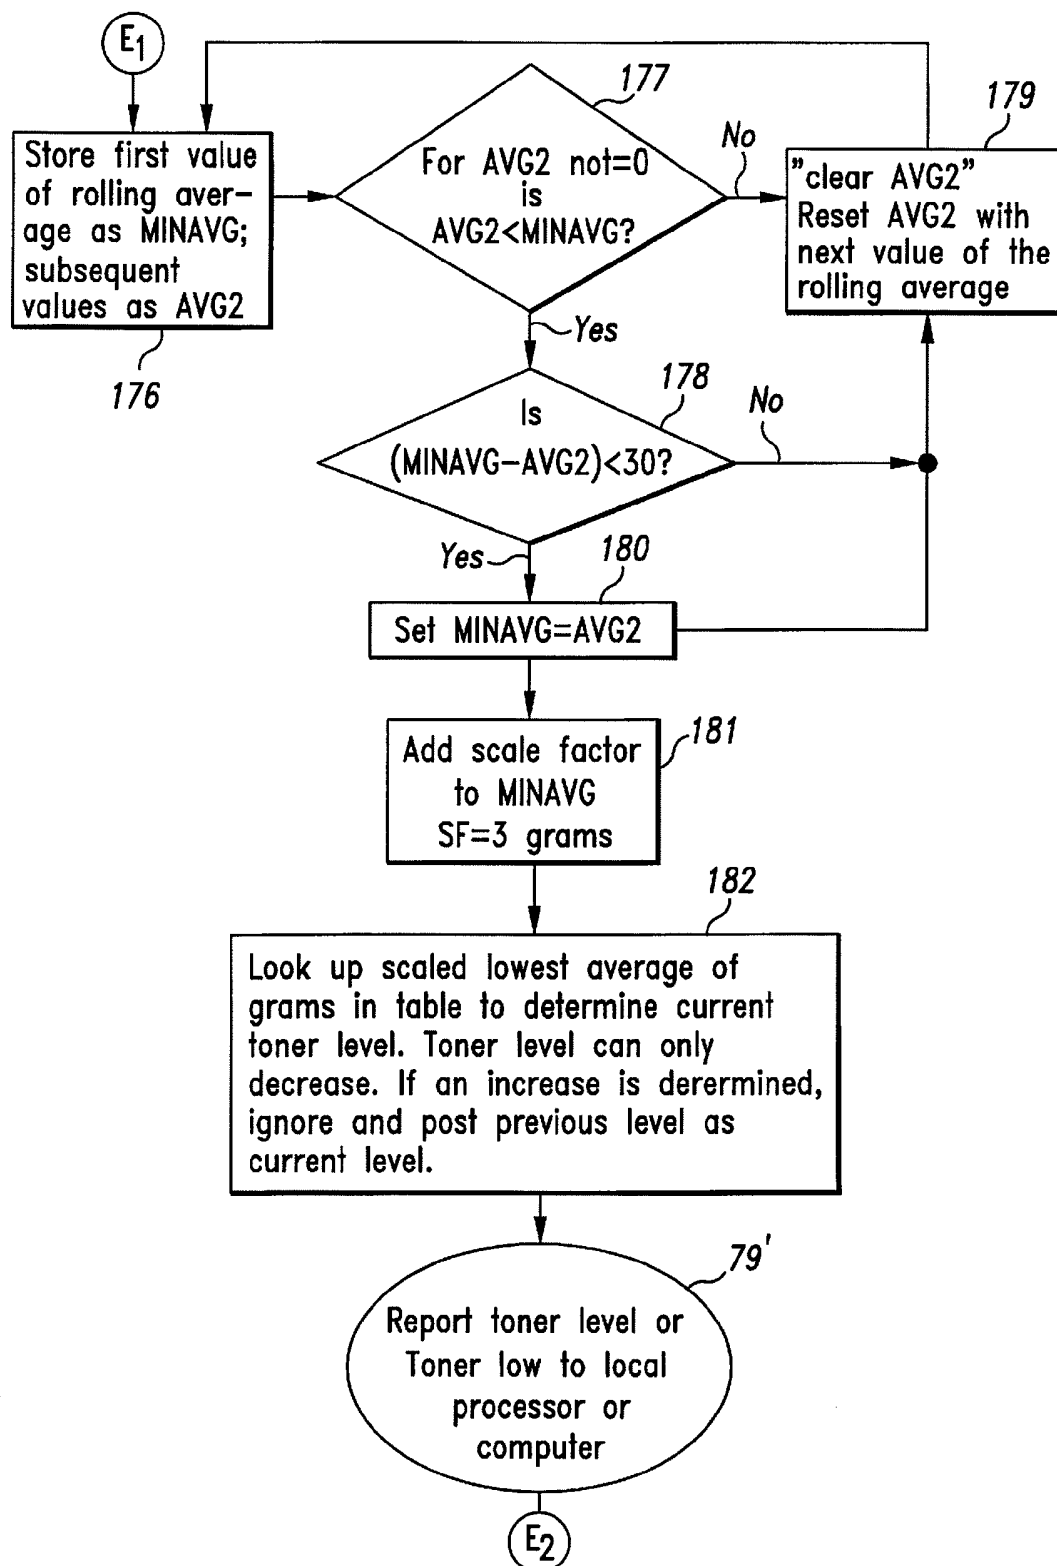 E1
Store first value
of rolling aver-
age as MINAVG;
subsequent
values as AVG2
176
For AVG2 not=0
is
AVG2<MINAVG?
177
No
"clear AVG2"
Reset AVG2 with
next value of the
rolling average
179
Yes
Is
(MINAVG-AVG2)<30?
178
No
Yes
180
Set MINAVG=AVG2
Add scale factor
to MINAVG
SF=3 grams
181
182
Look up scaled lowest average of
grams in table to determine current
toner level. Toner level can only
decrease. If an increase is derermined,
ignore and post previous level as
current level.
79'
Report toner level or
Toner low to local
processor or
computer
E2